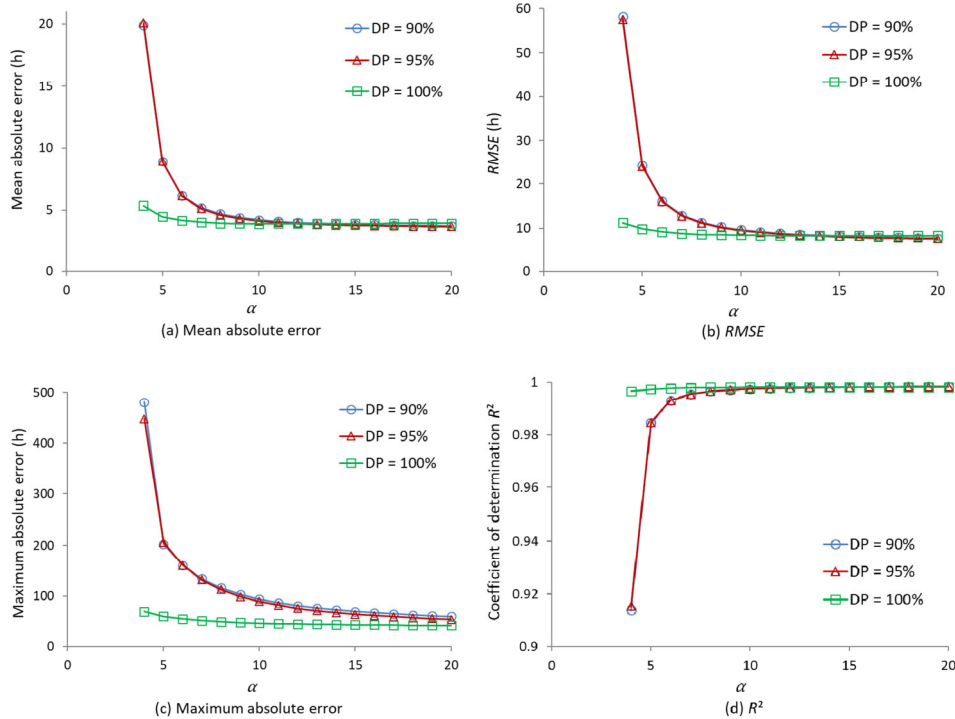 Mean absolute error (h)
20
15
10
5
0
0
5
10
15
20
DP = 90%
DP = 95%
DP = 100%
α
(a) Mean absolute error
RMSE (h)
60
50
40
30
20
10
0
0
5
10
15
20
DP = 90%
DP = 95%
DP = 100%
α
(b) RMSE
Maximum absolute error (h)
500
400
300
200
100
0
0
5
10
15
20
DP = 90%
DP = 95%
DP = 100%
α
(c) Maximum absolute error
Coefficient of determination R²
1
0.98
0.96
0.94
0.92
0.9
0
5
10
15
20
DP = 90%
DP = 95%
DP = 100%
α
(d) R²